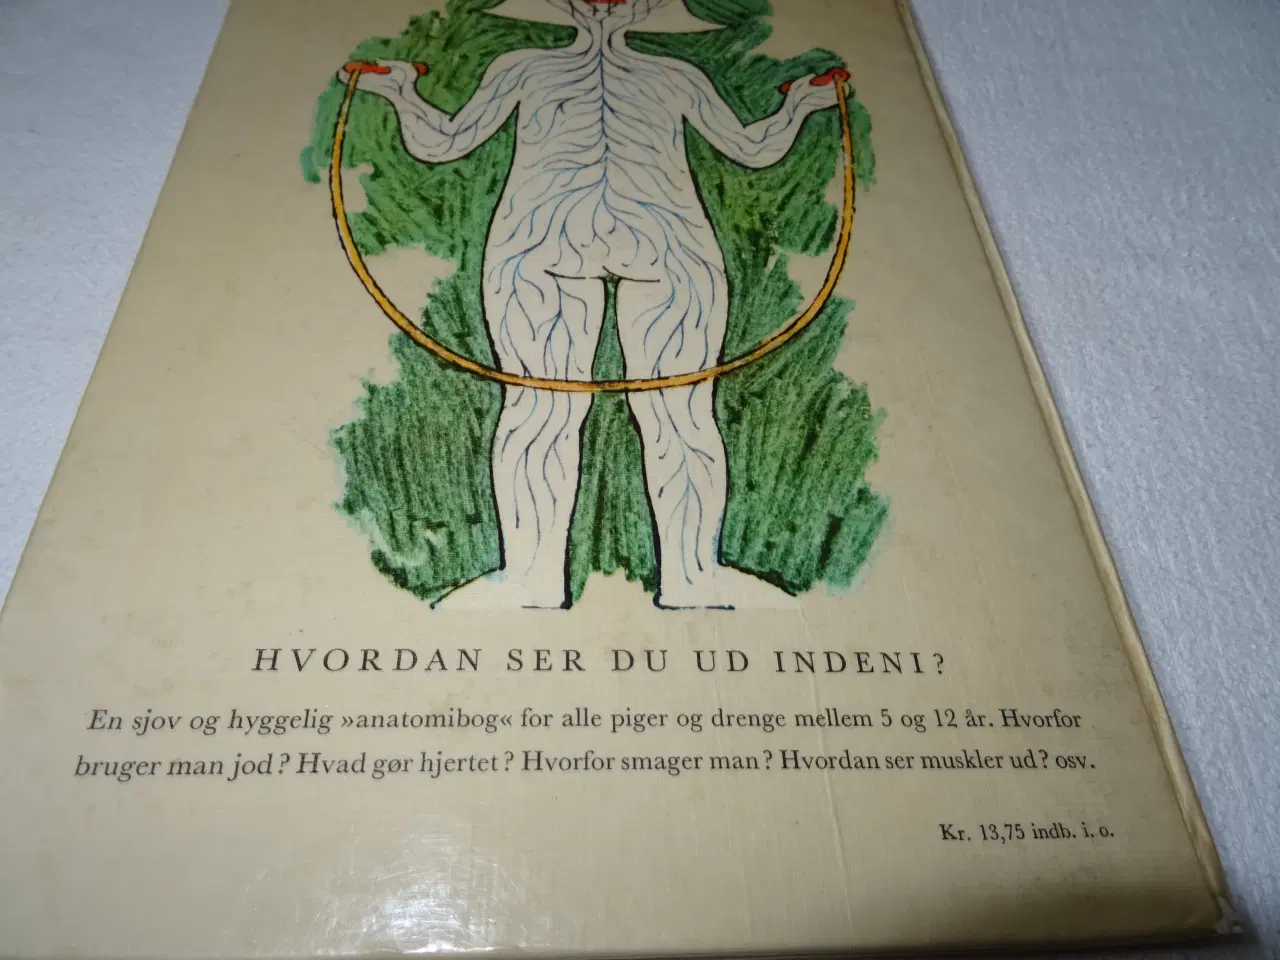 HVORDAN SER DU UD INDENI?
En sjov og hyggelig »anatomibog« for alle piger og drenge mellem 5 og 12 år. Hvorfor
bruger man jod? Hvad gør hjertet? Hvorfor smager man? Hvordan ser muskler ud? osv.
Kr. 13,75 indb. i. o.